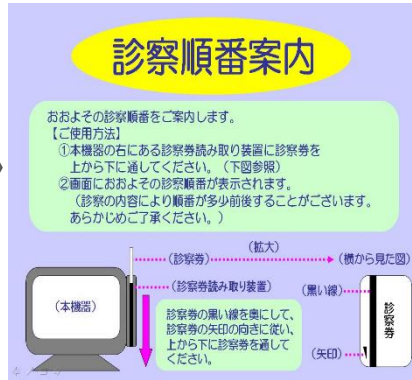 診察順番案内
おおよその診察順番をご案内します。
【ご使用方法】
①本機器の右にある診察券読み取り装置に診察券を
上から下に通してください。（下図参照）
②画面におおよその診察順番が表示されます。
（診察の内容により順番が多少前後することがございます。
あらかじめご了承ください。）
（拡大）
（診察券）
（横から見た図）
（診察券読み取り装置）
（黒い線）
（本機器）
診察券の黒い線を奥にして、
診察券の矢印の向きに従い、
上から下に診察券を通して
ください。
診察券
（矢印）